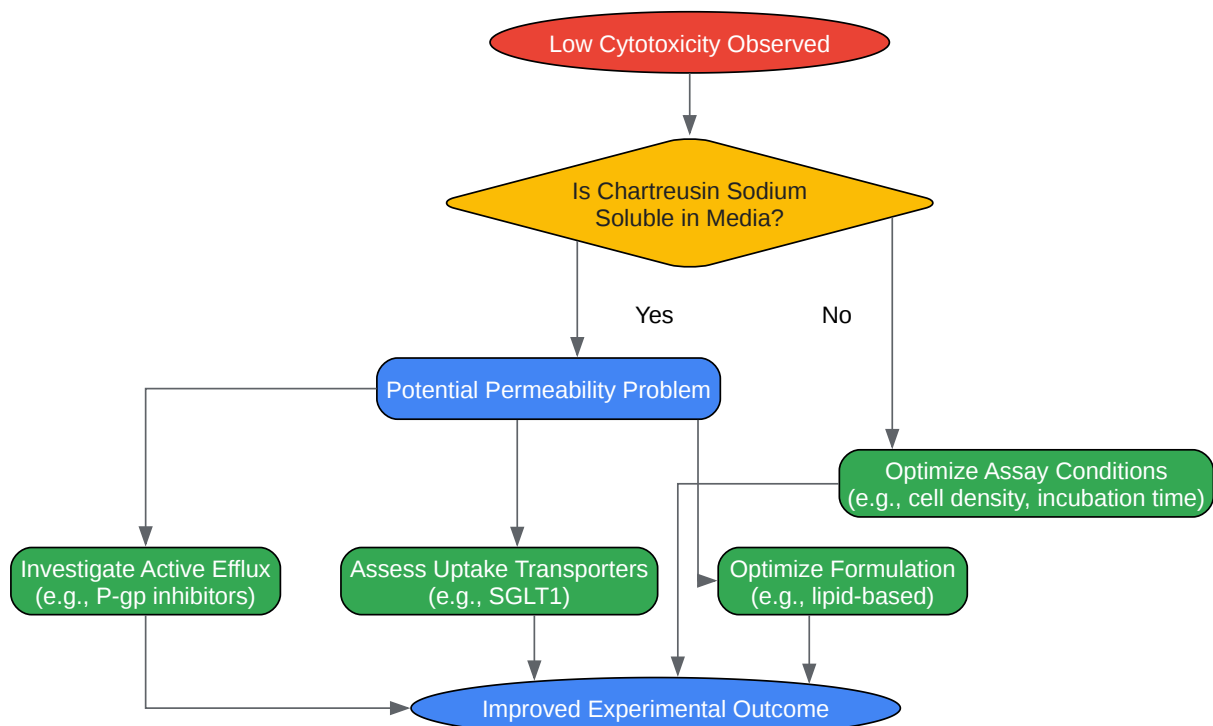 Low Cytotoxicity Observed
Is Chartreusin Sodium
Soluble in Media?
Yes
No
Potential Permeability Problem
Optimize Assay Conditions
(e.g., cell density, incubation time)
Investigate Active Efflux
(e.g., P-gp inhibitors)
Assess Uptake Transporters
(e.g., SGLT1)
Optimize Formulation
(e.g., lipid-based)
Improved Experimental Outcome